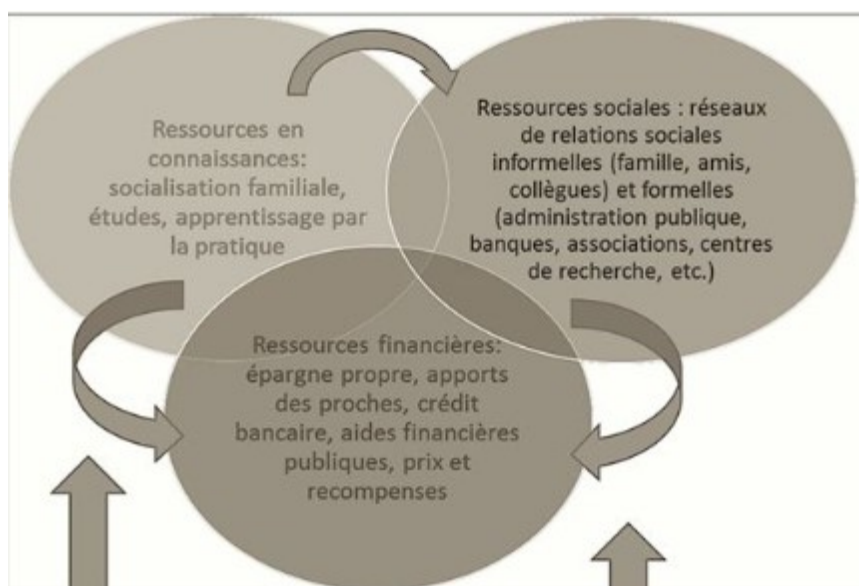 Ressources en
connaissances:
socialisation familiale,
études, apprentissage par
la pratique
Ressources sociales : réseaux
de relations sociales
informelles (famille, amis,
collègues) et formelles
(administration publique,
banques, associations, centres
de recherche, etc.)
Ressources financières:
épargne propre, apports
des proches, crédit
bancaire, aides financières
publiques, prix et
recompenses